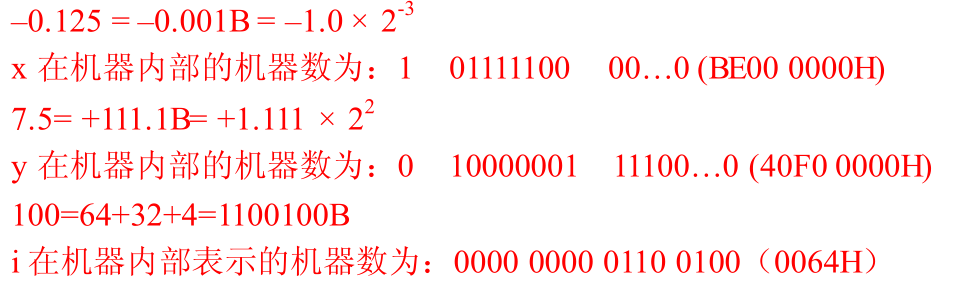 –0.125 = –0.001B = –1.0 × 2^-3
x 在机器内部的机器数为：1 01111100 00…0 (BE00 0000H)
7.5= +111.1B= +1.111 × 2^2
y 在机器内部的机器数为：0 10000001 11100…0 (40F0 0000H)
100=64+32+4=1100100B
i 在机器内部表示的机器数为：0000 0000 0110 0100（0064H）